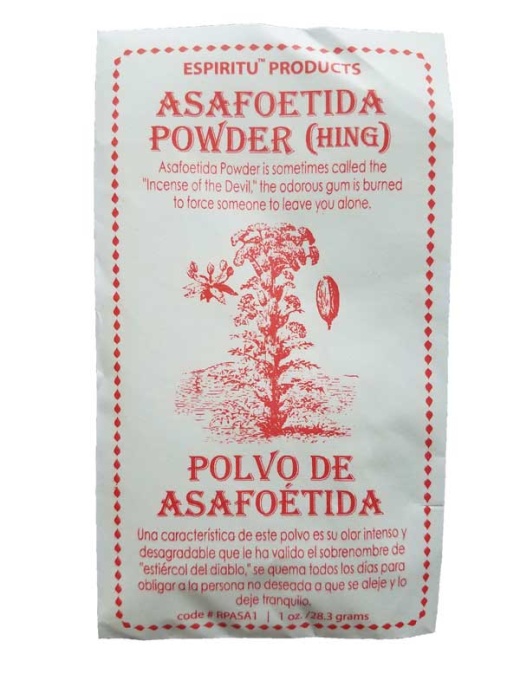 ESPIRITU™ PRODUCTS
ASAFOETIDA
POWDER (HING)
Asafoetida Powder is sometimes called the
"Incense of the Devil," the odorous gum is burned
to force someone to leave you alone.
POLVO DE
ASAFOÉTIDA
Una característica de este polvo es su olor intenso y
desagradable que le ha valido el sobrenombre de
"estiércol del diablo," se quema todos los días para
obligar a la persona no deseada a que se aleje y lo
deje tranquilo.
code # RPASA1 | 1 oz./28.3 grams